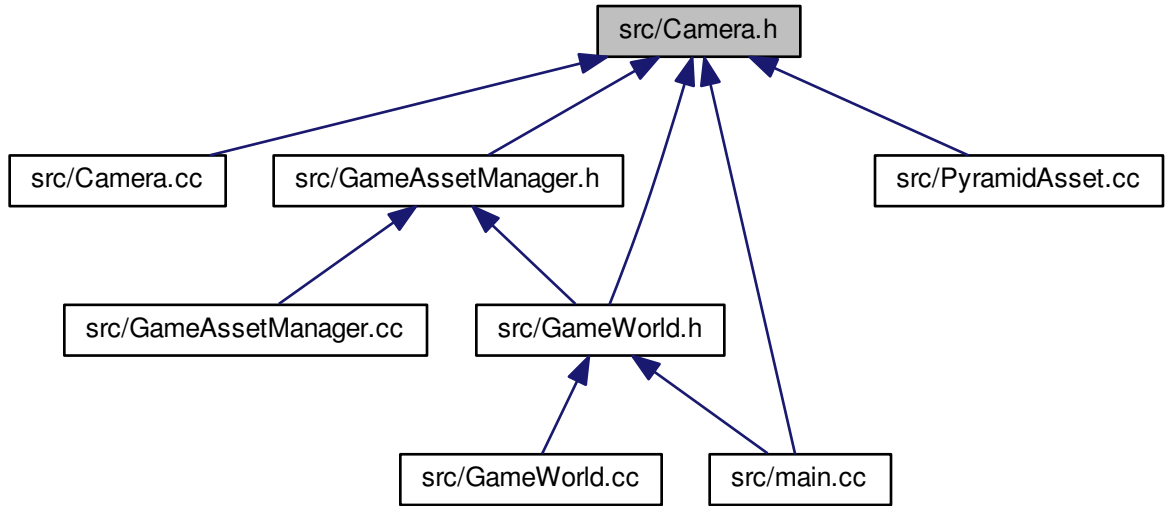 src/Camera.h
src/Camera.cc
src/GameAssetManager.h
src/PyramidAsset.cc
src/GameAssetManager.cc
src/GameWorld.h
src/GameWorld.cc
src/main.cc